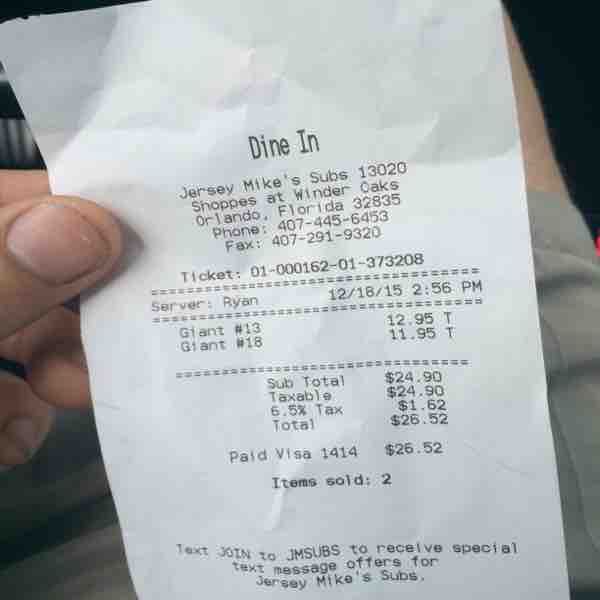 Dine In
Jersey Mike's Subs 13020
Shoppes at Winder Oaks
Orlando, Florida 32835
Phone: 407-445-6453
Fax: 407-291-9320
Ticket: 01-000162-01-373208
==================================
Server: Ryan 12/18/15 2:56 PM
==================================
Giant #13 12.95 T
Giant #18 11.95 T
==================================
Sub Total $24.90
Taxable $24.90
6.5% Tax $1.62
Total $26.52
Paid Visa 1414 $26.52
Items sold: 2
Text JOIN to JMSUBS to receive special
text message offers for
Jersey Mike's Subs.